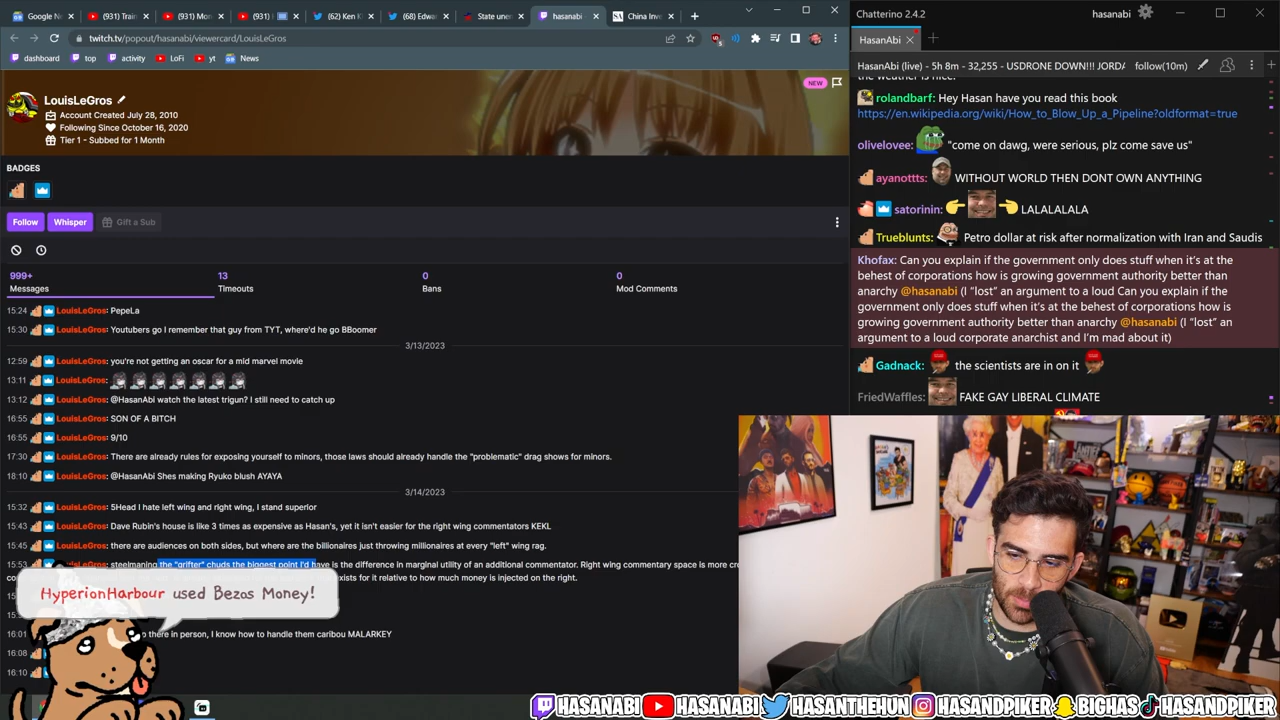 Google N
(931) Train
(931) Mon
(931)
(62) Ken K
(68) Edwa
State uner
hasanabi
China Inve
twitch.tv/popout/hasanabi/viewercard/LouisLeGros
dashboard
top
activity
LoFi
yt
News
LouisLeGros
NEW
Account Created July 28, 2010
Following Since October 16, 2020
Tier 1 - Subbed for 1 Month
BADGES
Follow
Whisper
Gift a Sub
999+ 13 0 0
Messages Timeouts Bans Mod Comments
15:24 LouisLeGros: PepeLa
15:30 LouisLeGros: Youtubers go I remember that guy from TYT, where'd he go BBoomer
3/13/2023
12:59 LouisLeGros: you're not getting an oscar for a mid marvel movie
13:11 LouisLeGros:
13:12 LouisLeGros: @HasanAbi watch the latest trigun? I still need to catch up
16:55 LouisLeGros: SON OF A BITCH
16:55 LouisLeGros: 9/10
17:30 LouisLeGros: There are already rules for exposing yourself to minors, those laws should already handle the "problematic" drag shows for minors.
18:10 LouisLeGros: @HasanAbi Shes making Ryuko blush AYAYA
3/14/2023
15:32 LouisLeGros: 5Head I hate left wing and right wing, I stand superior
15:43 LouisLeGros: Dave Rubin's house is like 3 times as expensive as Hasan's, yet it isn't easier for the right wing commentators KEKL
15:45 LouisLeGros: there are audiences on both sides, but where are the billionaires just throwing millionaires at every "left" wing rag.
15:53 LouisLeGros: steelmaning the "grifter" chuds the biggest point I'd have is the difference in marginal utility of an additional commentator. Right wing commentary space is more
exists for it relative to how much money is injected on the right.
16:01 there in person, I know how to handle them caribou MALARKEY
16:08
16:10
HyperionHarbour used Bezos Money!
Chatterino 2.4.2
hasanabi
HasanAbi
HasanAbi (live) - 5h 8m - 32,255 - USDRONE DOWN!!! JORDA
follow(10m)
the weather is nice.
rolandbarf: Hey Hasan have you read this book
https://en.wikipedia.org/wiki/How_to_Blow_Up_a_Pipeline?oldformat=true
olivelovee: "come on dawg, were serious, plz come save us"
ayanottts: WITHOUT WORLD THEN DONT OWN ANYTHING
satorinin: LALALALALA
Trueblunts: Petro dollar at risk after normalization with Iran and Saudis
Khofax: Can you explain if the government only does stuff when it's at the
behest of corporations how is growing government authority better than
anarchy @hasanabi (I "lost" an argument to a loud Can you explain if the
government only does stuff when it's at the behest of corporations how is
growing government authority better than anarchy @hasanabi (I "lost" an
argument to a loud corporate anarchist and I'm mad about it)
Gadnack: the scientists are in on it
FriedWaffles: FAKE GAY LIBERAL CLIMATE
HASANABI HASANABI HASANTHEHUN HASANDPIKER BIGHAS HASANDPIKER